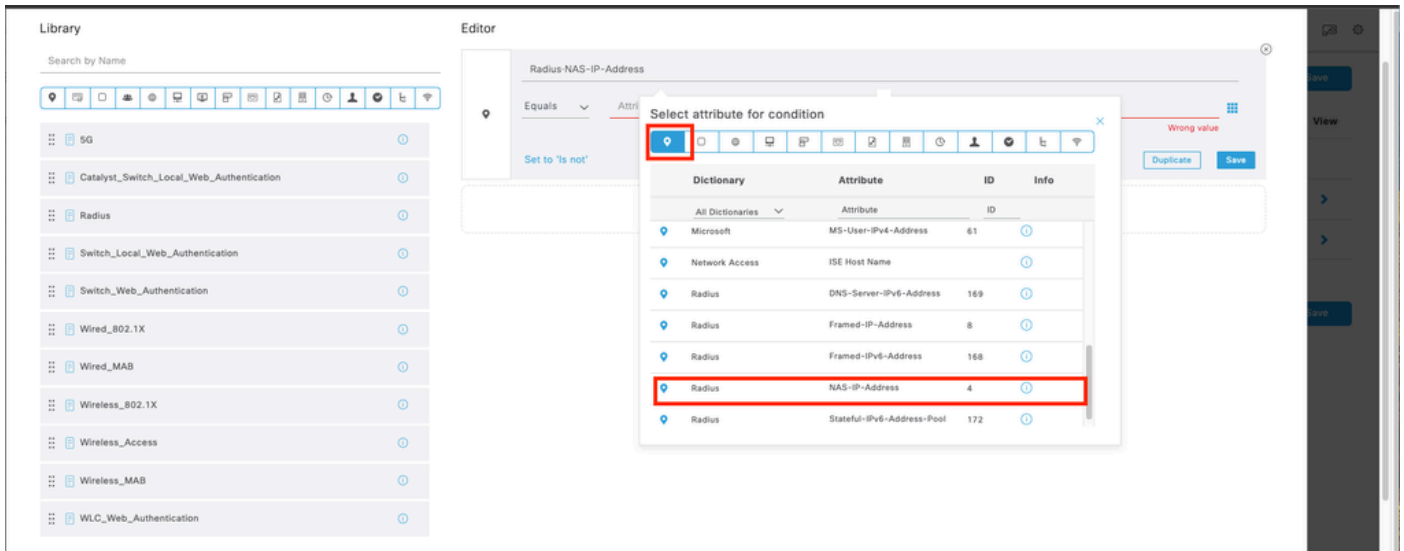 Library
Search by Name
5G
Catalyst_Switch_Local_Web_Authentication
Radius
Switch_Local_Web_Authentication
Switch_Web_Authentication
Wired_802.1X
Wired_MAB
Wireless_802.1X
Wireless_Access
Wireless_MAB
WLC_Web_Authentication
Editor
Radius·NAS-IP-Address
Equals Attri
Wrong value
Set to 'Is not'
Duplicate Save
Select attribute for condition
Dictionary Attribute ID Info
All Dictionaries Attribute ID
Microsoft MS-User-IPv4-Address 61
Network Access ISE Host Name
Radius DNS-Server-IPv6-Address 169
Radius Framed-IP-Address 8
Radius Framed-IPv6-Address 168
Radius NAS-IP-Address 4
Radius Stateful-IPv6-Address-Pool 172
Save
View
Save